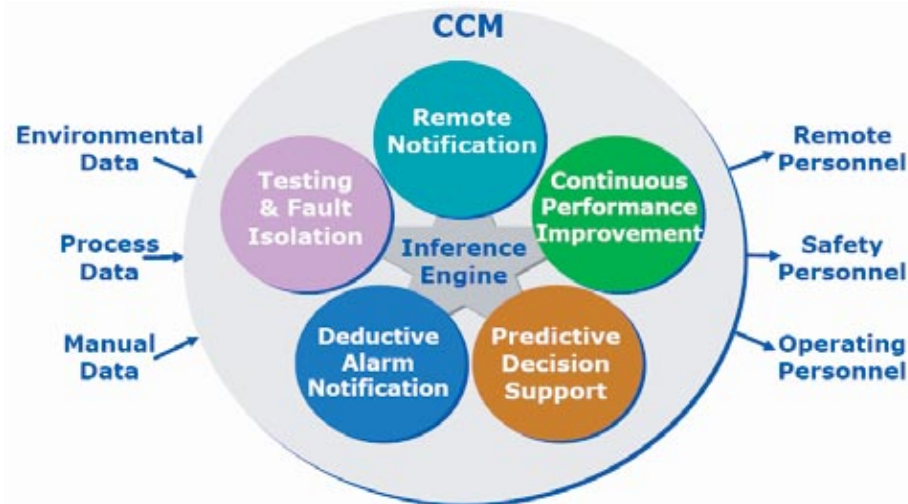 CCM
Environmental
Data
Process
Data
Manual
Data
Remote
Notification
Testing
& Fault
Isolation
Continuous
Performance
Improvement
Inference
Engine
Deductive
Alarm
Notification
Predictive
Decision
Support
Remote
Personnel
Safety
Personnel
Operating
Personnel